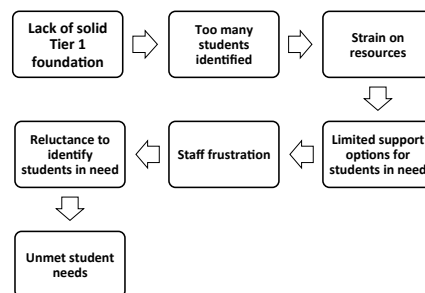 Lack of solid
Tier 1
foundation
Too many
students
identified
Strain on
resources
Limited support
options for
students in need
Staff frustration
Reluctance to
identify
students in need
Unmet student
needs